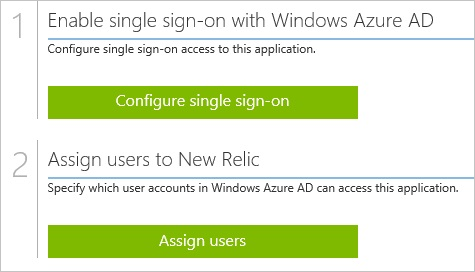 1 Enable single sign-on with Windows Azure AD
Configure single sign-on access to this application.
Configure single sign-on
2 Assign users to New Relic
Specify which user accounts in Windows Azure AD can access this application.
Assign users